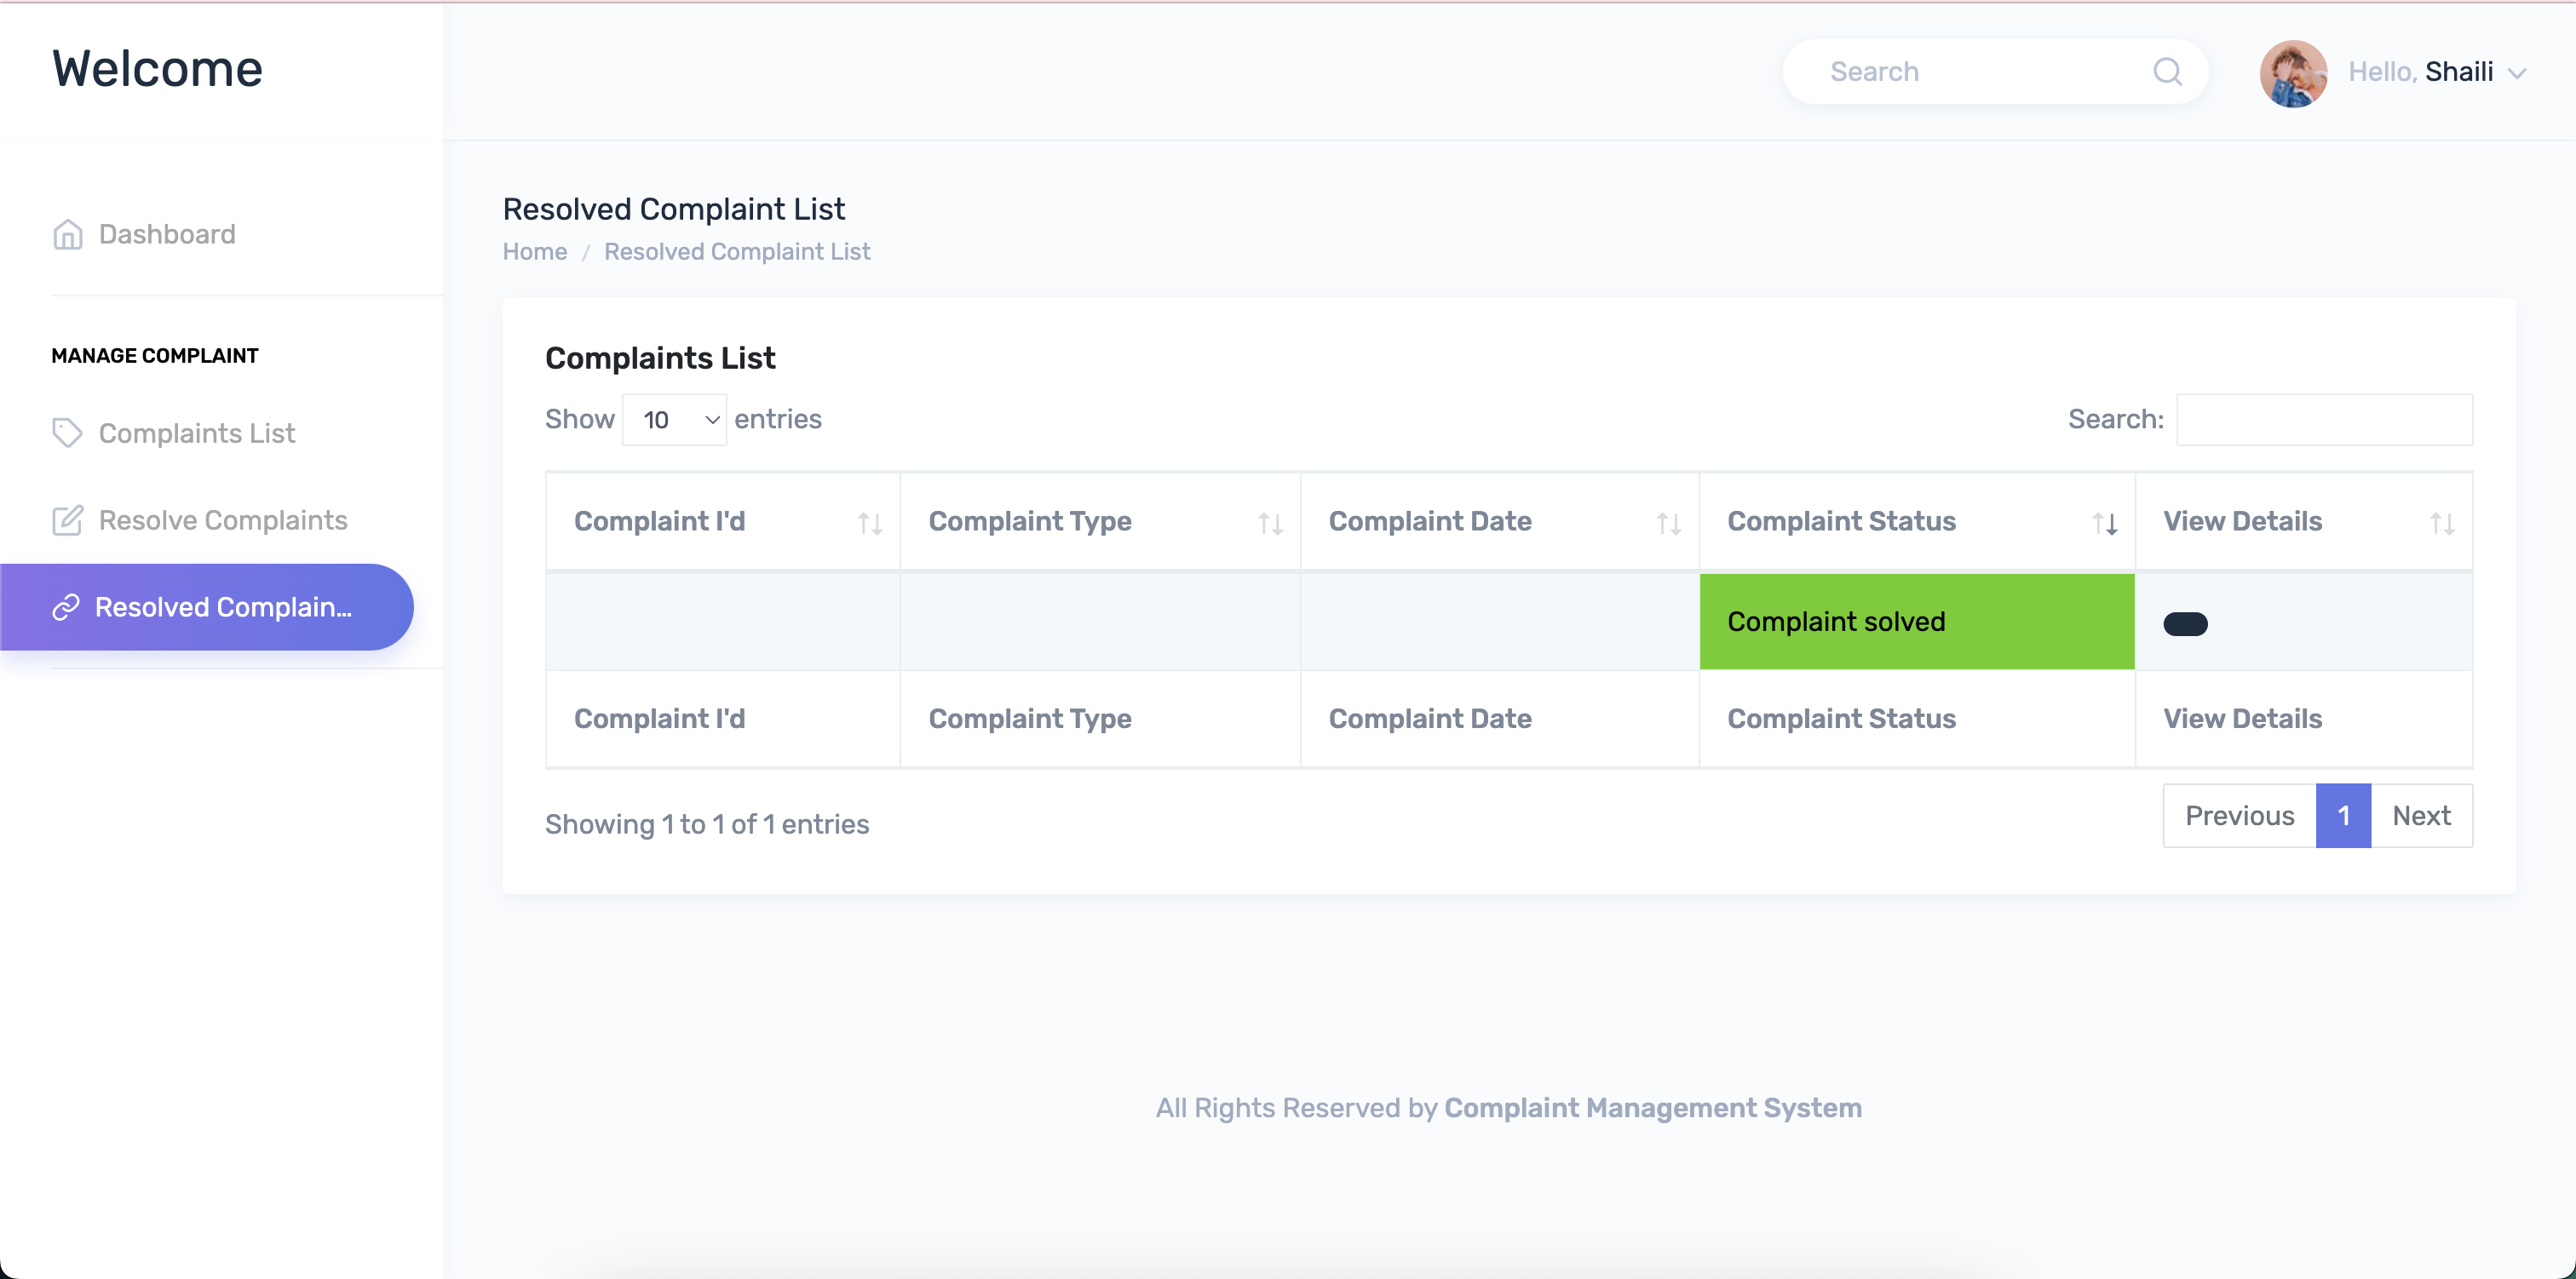 Welcome
Search
Hello, Shaili
Dashboard
MANAGE COMPLAINT
Complaints List
Resolve Complaints
Resolved Complain...
Resolved Complaint List
Home / Resolved Complaint List
Complaints List
Show 10 entries
Search:
Complaint I'd Complaint Type Complaint Date Complaint Status View Details
Complaint solved
Complaint I'd Complaint Type Complaint Date Complaint Status View Details
Showing 1 to 1 of 1 entries
Previous 1 Next
All Rights Reserved by Complaint Management System